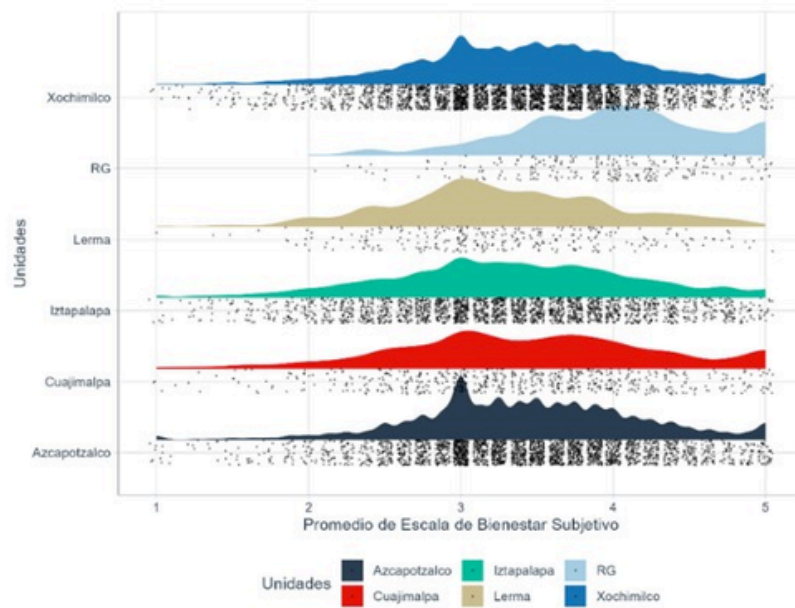 Xochimilco
RG
Lerma
Iztapalapa
Cuajimalpa
Azcapotzalco
Unidades
1 2 3 4 5
Promedio de Escala de Bienestar Subjetivo
Unidades
Azcapotzalco Iztapalapa RG
Cuajimalpa Lerma Xochimilco